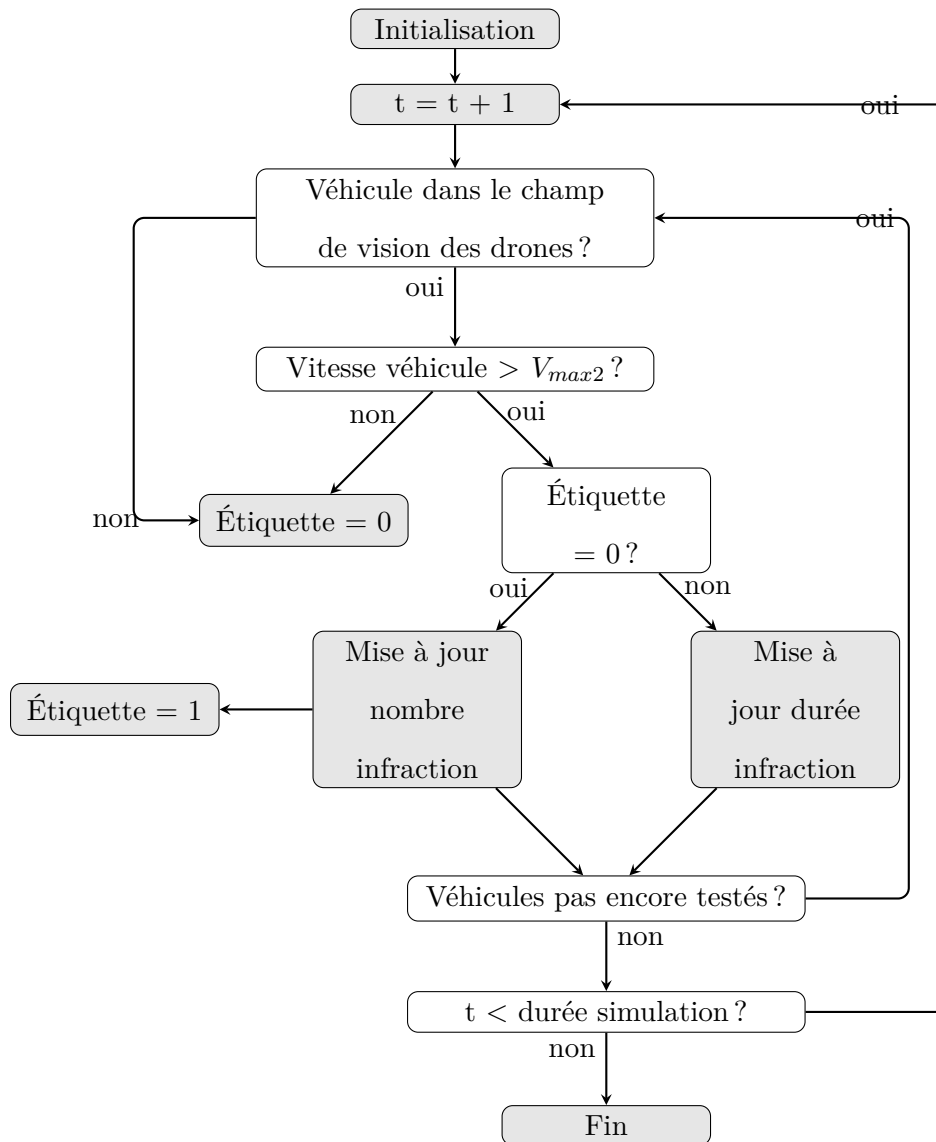 Initialisation
t = t + 1
oui
Véhicule dans le champ
de vision des drones ?
oui
oui
Vitesse véhicule > V_{max2} ?
non
oui
Étiquette
= 0 ?
non
Étiquette = 0
oui
non
Mise à jour
nombre
infraction
Mise à
jour durée
infraction
Étiquette = 1
Véhicules pas encore testés ?
non
t < durée simulation ?
non
Fin